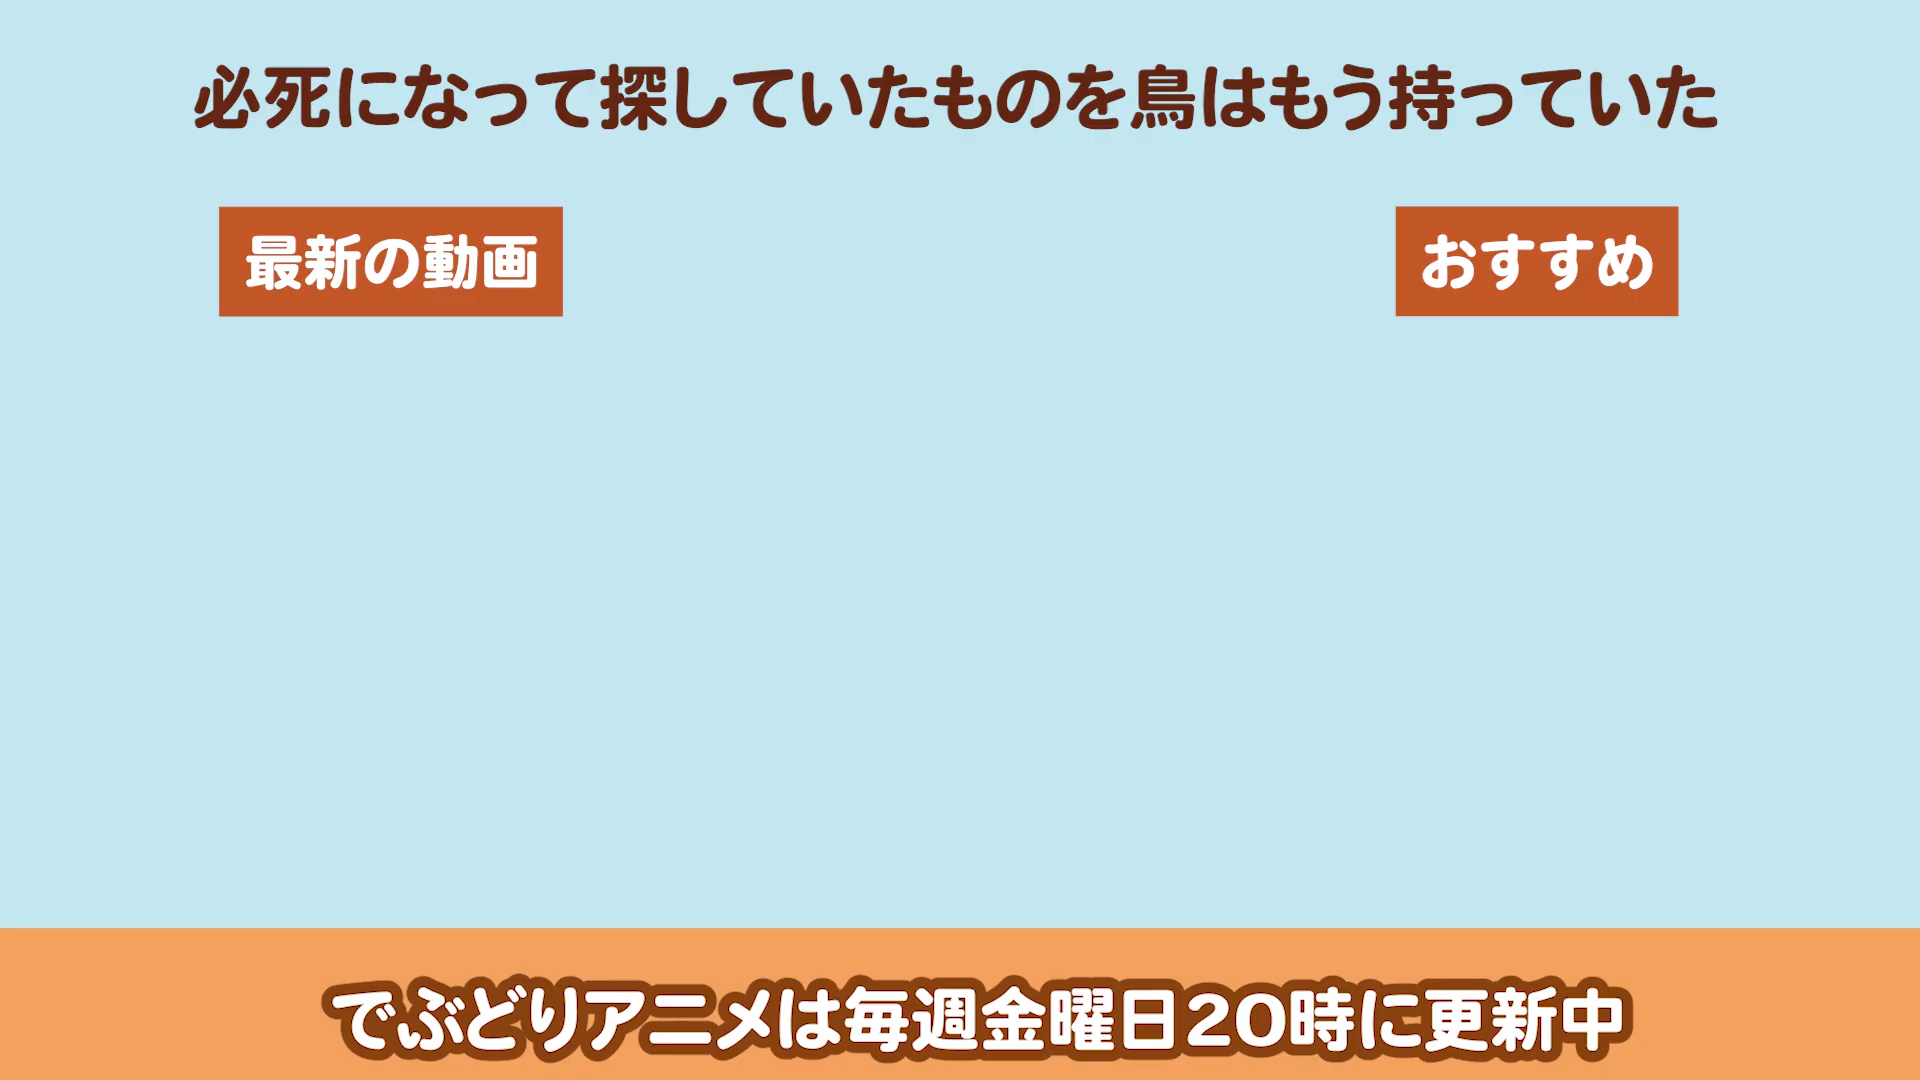 必死になって探していたものを鳥はもう持っていた
最新の動画
おすすめ
でぶどりアニメは毎週金曜日20時に更新中